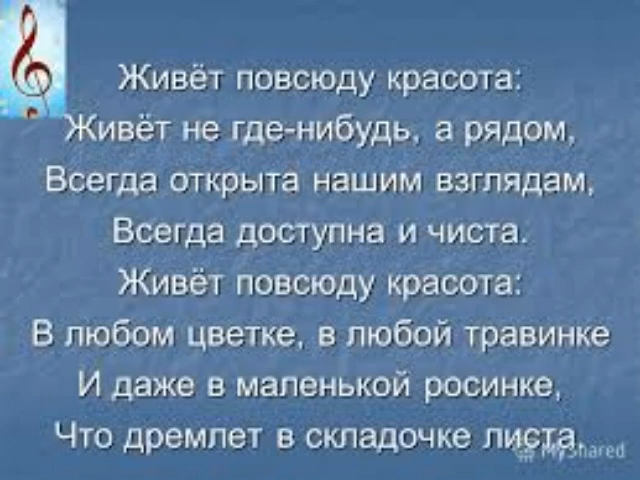 Живёт повсюду красота:
Живёт не где-нибудь, а рядом,
Всегда открыта нашим взглядам,
Всегда доступна и чиста.
Живёт повсюду красота:
В любом цветке, в любой травинке
И даже в маленькой росинке,
Что дремлет в складочке листа.
MyShared